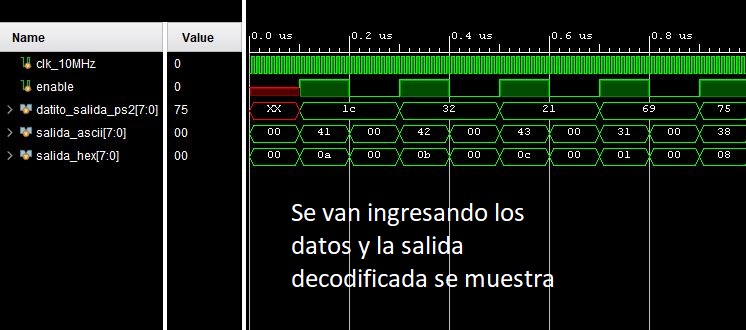 Name Value 0.0 us 0.2 us 0.4 us 0.6 us 0.8 us
clk_10MHz 0
enable 0
datito_salida_ps2[7:0] 75 XX 1c 32 21 69 75
salida_ascii[7:0] 00 00 41 00 42 00 43 00 31 00 38
salida_hex[7:0] 00 00 0a 00 0b 00 0c 00 01 00 08
Se van ingresando los
datos y la salida
decodificada se muestra